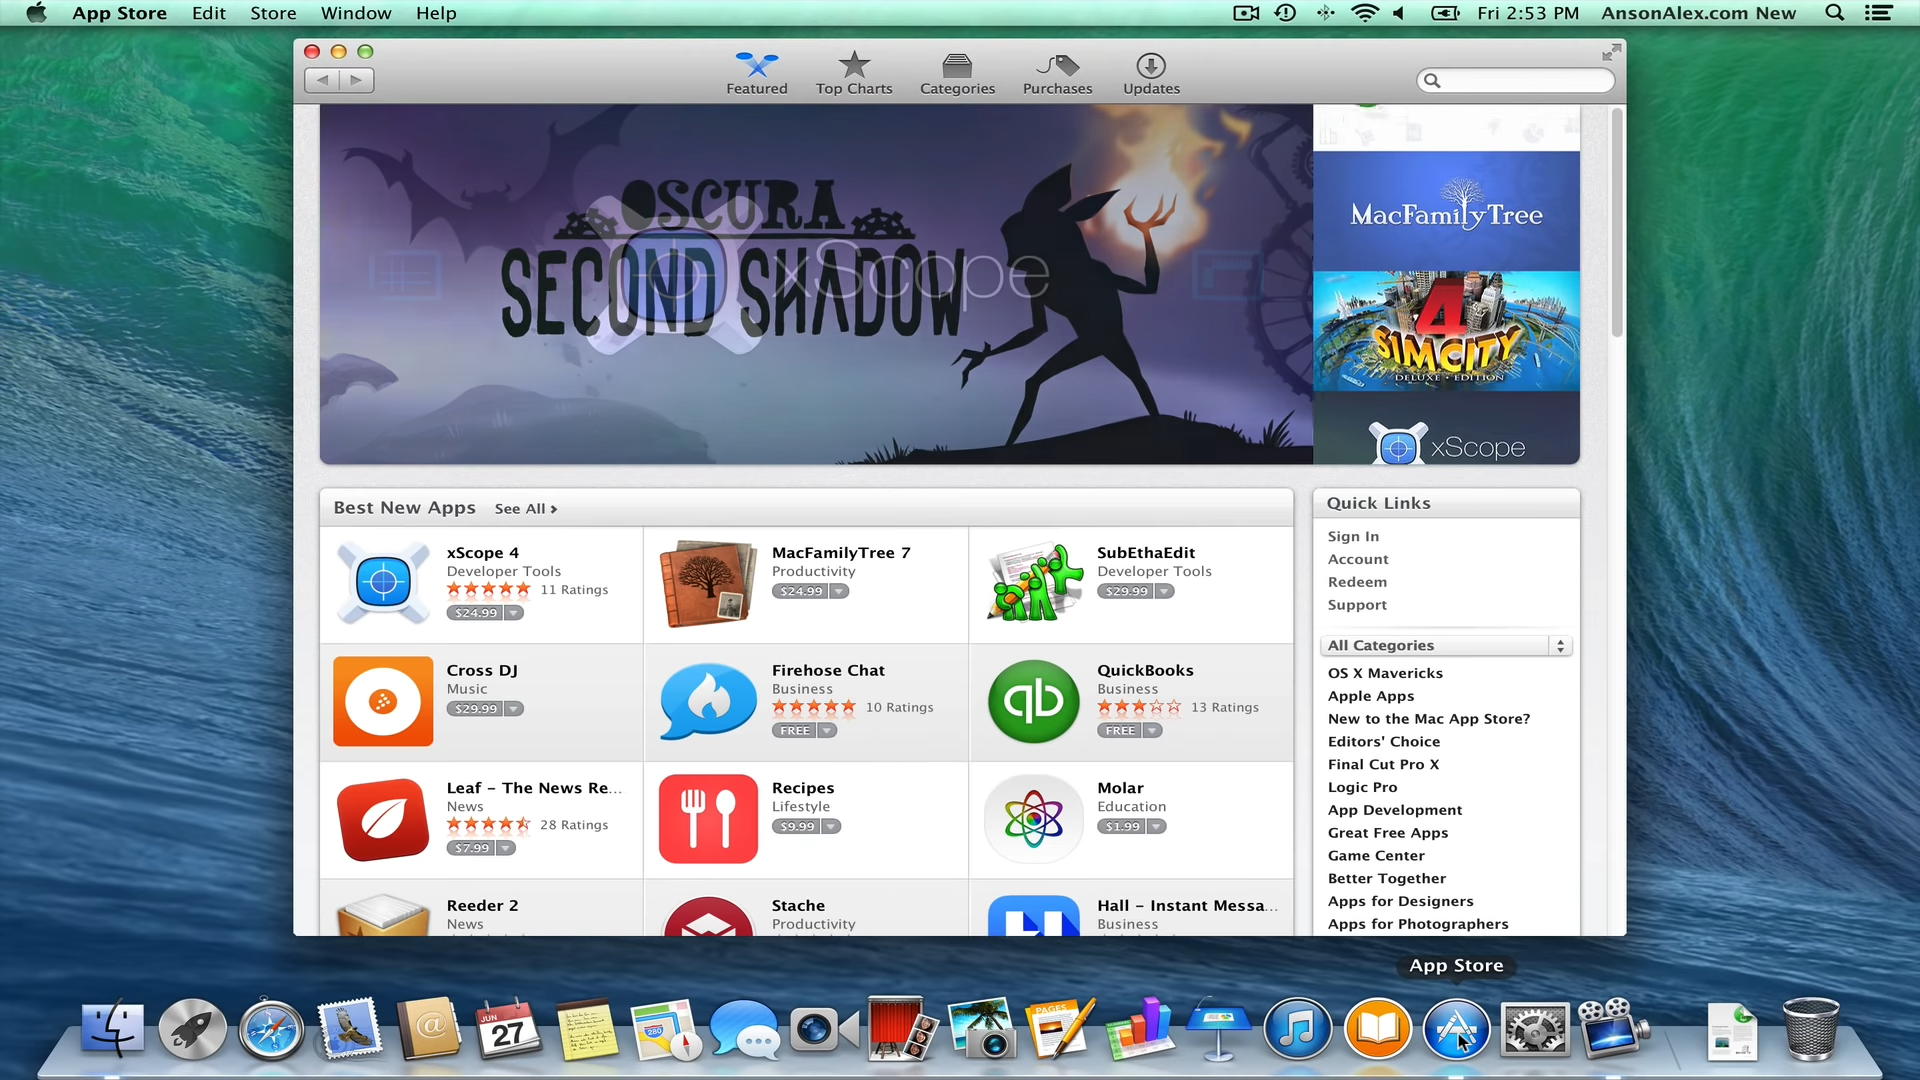 App Store Edit Store Window Help
Fri 2:53 PM AnsonAlex.com New
Featured Top Charts Categories Purchases Updates
OSCURA
SECOND SHADOW
xScope
MacFamilyTree
4
SIMCITY
DELUXE • EDITION
xScope
Best New Apps See All ›
xScope 4
Developer Tools
11 Ratings
$24.99
MacFamilyTree 7
Productivity
$24.99
SubEthaEdit
Developer Tools
$29.99
Cross DJ
Music
$29.99
Firehose Chat
Business
10 Ratings
FREE
qb
QuickBooks
Business
13 Ratings
FREE
Leaf – The News Re...
News
28 Ratings
$7.99
Recipes
Lifestyle
$9.99
Molar
Education
$1.99
Reeder 2
News
Stache
Productivity
Hall – Instant Messa...
Business
Quick Links
Sign In
Account
Redeem
Support
All Categories
OS X Mavericks
Apple Apps
New to the Mac App Store?
Editors' Choice
Final Cut Pro X
Logic Pro
App Development
Great Free Apps
Game Center
Better Together
Apps for Designers
Apps for Photographers
App Store
@
JUN
27
280
PAGES